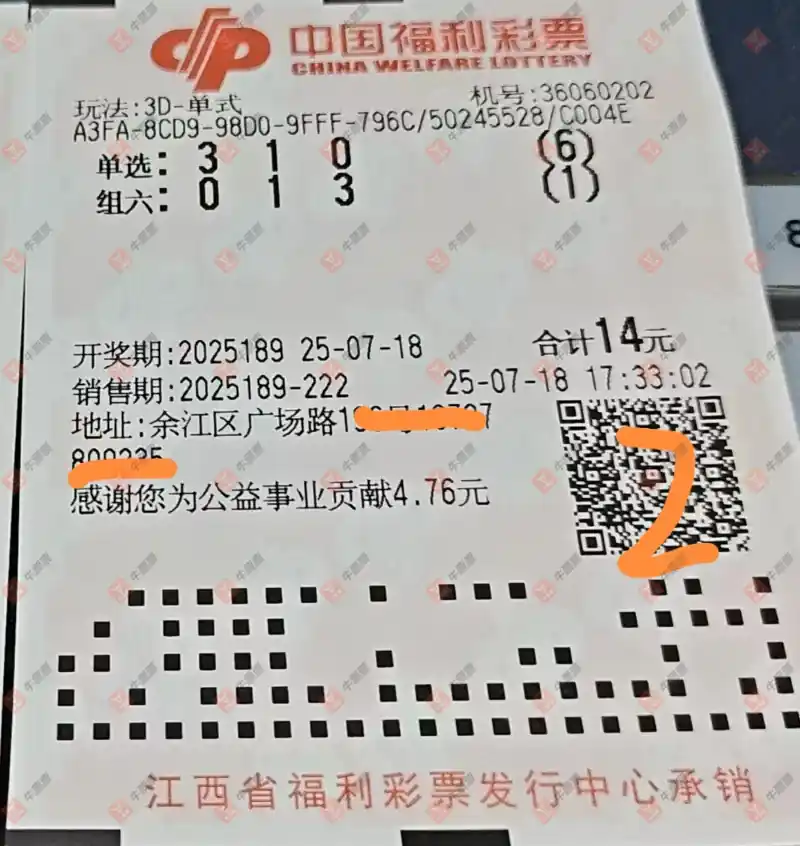 中国福利彩票
CHINA WELFARE LOTTERY
玩法:3D-单式 机号:36060202
A3FA-8CD9-98D0-9FFF-796C/50245528/C004E
单选: 3 1 0 (6)
组六: 0 1 3 (1)
开奖期:2025189 25-07-18 合计14元
销售期:2025189-222 25-07-18 17:33:02
地址:余江区广场路1
感谢您为公益事业贡献4.76元
2
江西省福利彩票发行中心承销